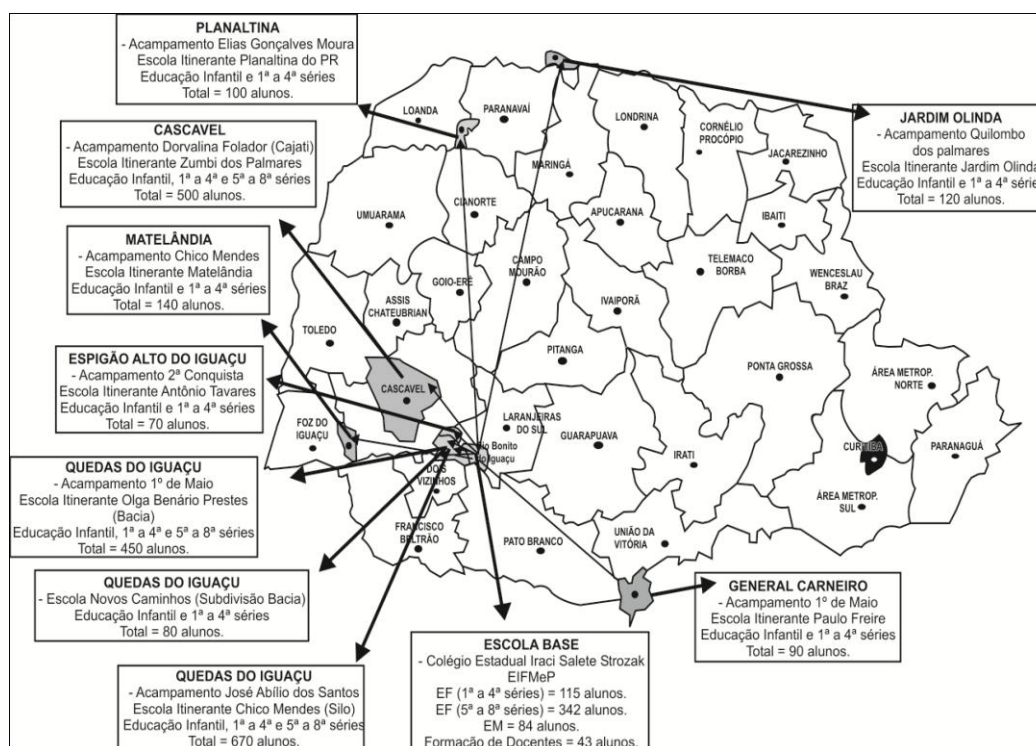 PLANALTINA
- Acampamento Elias Gonçalves Moura
Escola Itinerante Planaltina do PR
Educação Infantil e 1ª a 4ª séries
Total = 100 alunos.
CASCAVEL
- Acampamento Dorvalina Folador (Cajati)
Escola Itinerante Zumbi dos Palmares
Educação Infantil, 1ª a 4ª e 5ª a 8ª séries
Total = 500 alunos.
MATELÂNDIA
- Acampamento Chico Mendes
Escola Itinerante Matelândia
Educação Infantil e 1ª a 4ª séries
Total = 140 alunos.
ESPIGÃO ALTO DO IGUAÇU
- Acampamento 2ª Conquista
Escola Itinerante Antônio Tavares
Educação Infantil e 1ª a 4ª séries
Total = 70 alunos.
QUEDAS DO IGUAÇU
- Acampamento 1º de Maio
Escola Itinerante Olga Benário Prestes
(Bacia)
Educação Infantil, 1ª a 4ª e 5ª a 8ª séries
Total = 450 alunos.
QUEDAS DO IGUAÇU
- Escola Novos Caminhos (Subdivisão Bacia)
Educação Infantil e 1ª a 4ª séries
Total = 80 alunos.
QUEDAS DO IGUAÇU
- Acampamento José Abílio dos Santos
Escola Itinerante Chico Mendes (Silo)
Educação Infantil, 1ª a 4ª e 5ª a 8ª séries
Total = 670 alunos.
ESCOLA BASE
- Colégio Estadual Iraci Salete Strozak
EIFMeP
EF (1ª a 4ª séries) = 115 alunos.
EF (5ª a 8ª séries) = 342 alunos.
EM = 84 alunos.
Formação de Docentes = 43 alunos.
GENERAL CARNEIRO
- Acampamento 1º de Maio
Escola Itinerante Paulo Freire
Educação Infantil e 1ª a 4ª séries
Total = 90 alunos.
JARDIM OLINDA
- Acampamento Quilombo
dos palmares
Escola Itinerante Jardim Olinda
Educação Infantil e 1ª a 4ª séries
Total = 120 alunos.
LOANDA
PARANAVAÍ
LONDRINA
CORNÉLIO
PROCÓPIO
JACAREZINHO
MARINGÁ
UMUARAMA
CIANORTE
APUCARANA
IBAITI
CAMPO
MOURÃO
TELEMACO
BORBA
WENCESLAU
BRAZ
GOIO-ERÊ
ASSIS
CHATEUBRIAN
IVAIPORÃ
TOLEDO
PITANGA
PONTA GROSSA
ÁREA METROP.
NORTE
CASCAVEL
LARANJEIRAS
DO SUL
FOZ DO
IGUAÇU
GUARAPUAVA
Rio Bonito
do Iguaçu
CURITIBA
PARANAGUÁ
DOIS
VIZINHOS
IRATI
ÁREA METROP.
SUL
FRANCISCO
BELTRÃO
PATO BRANCO
UNIÃO DA
VITÓRIA